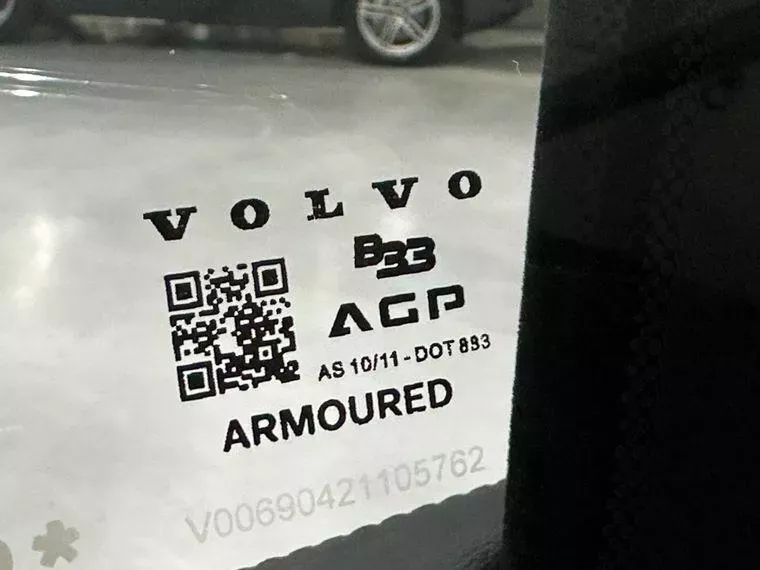 VOLVO
B33
AGP
AS 10/11 - DOT 893
ARMOURED
V00690421105762